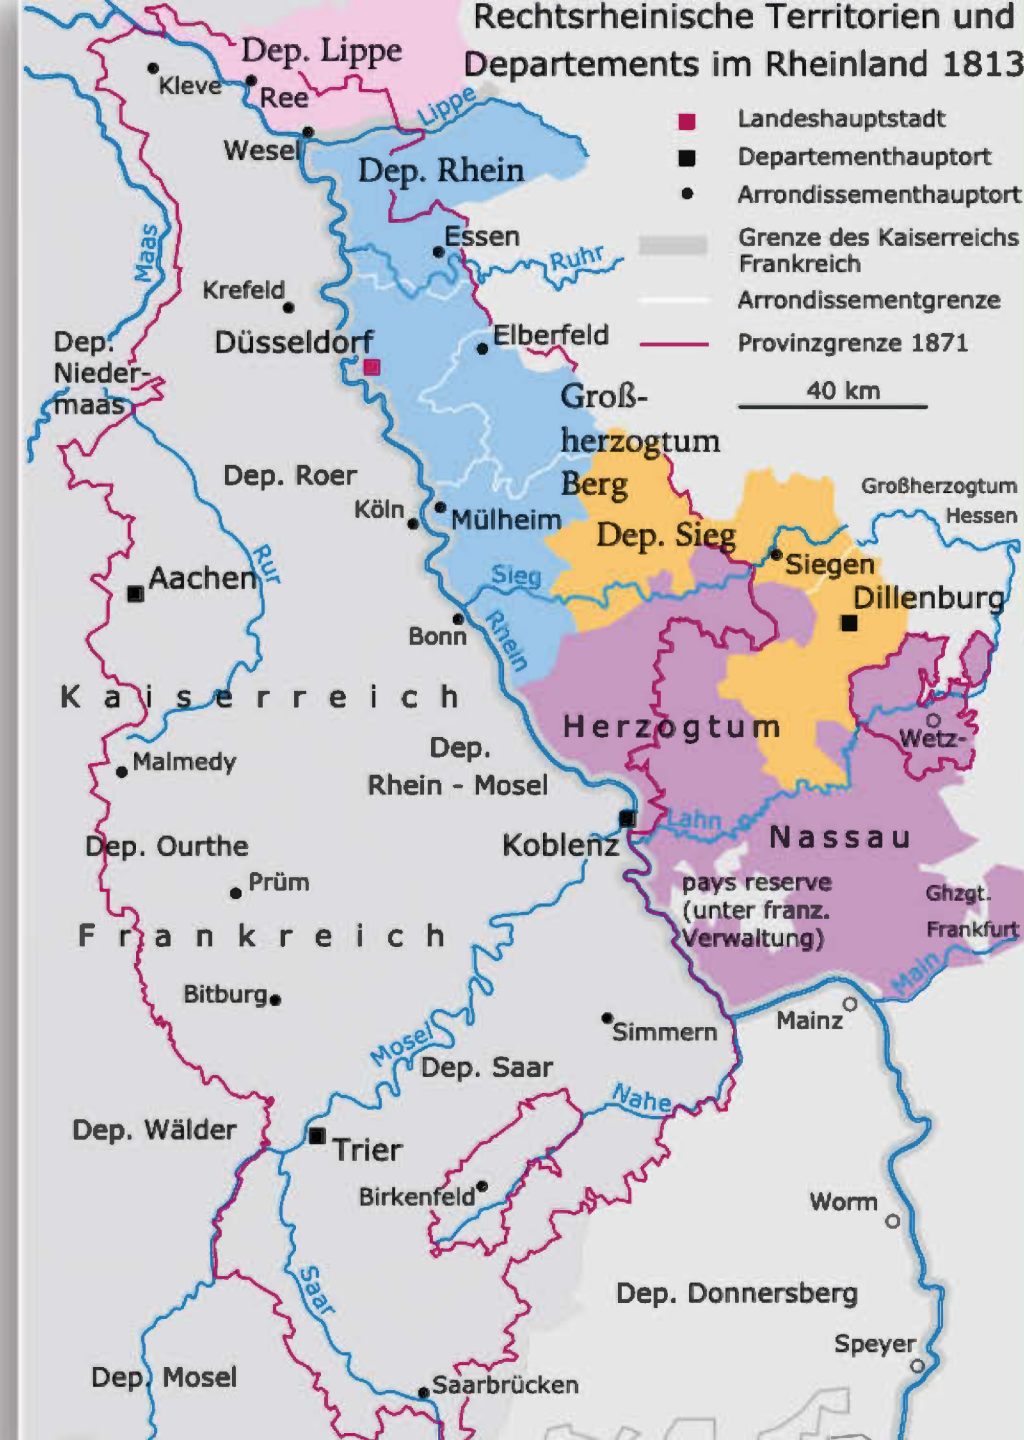 Rechtsrheinische Territorien und
Departements im Rheinland 1813
Landeshauptstadt
Departementhauptort
Arrondissementhauptort
Grenze des Kaiserreichs
Frankreich
Arrondissementgrenze
Provinzgrenze 1871
40 km
Dep. Lippe
Kleve
Ree
Lippe
Wesel
Dep. Rhein
Maas
Essen
Ruhr
Krefeld
Düsseldorf
Elberfeld
Dep.
Nieder-
maas
Groß-
herzogtum
Berg
Dep. Roer
Großherzogtum
Hessen
Köln
Mülheim
Dep. Sieg
Rur
Aachen
Sieg
Siegen
Dillenburg
Bonn
Rhein
Kaiserreich
Herzogtum
Wetz-
Dep.
Rhein - Mosel
Malmedy
Koblenz
Lahn
Nassau
Dep. Ourthe
Prüm
pays reserve
(unter franz.
Verwaltung)
Ghzgt.
Frankfurt
Frankreich
Main
Bitburg
Simmern
Mainz
Mosel
Dep. Saar
Nahe
Dep. Wälder
Trier
Birkenfeld
Worm
Saar
Dep. Donnersberg
Speyer
Dep. Mosel
Saarbrücken